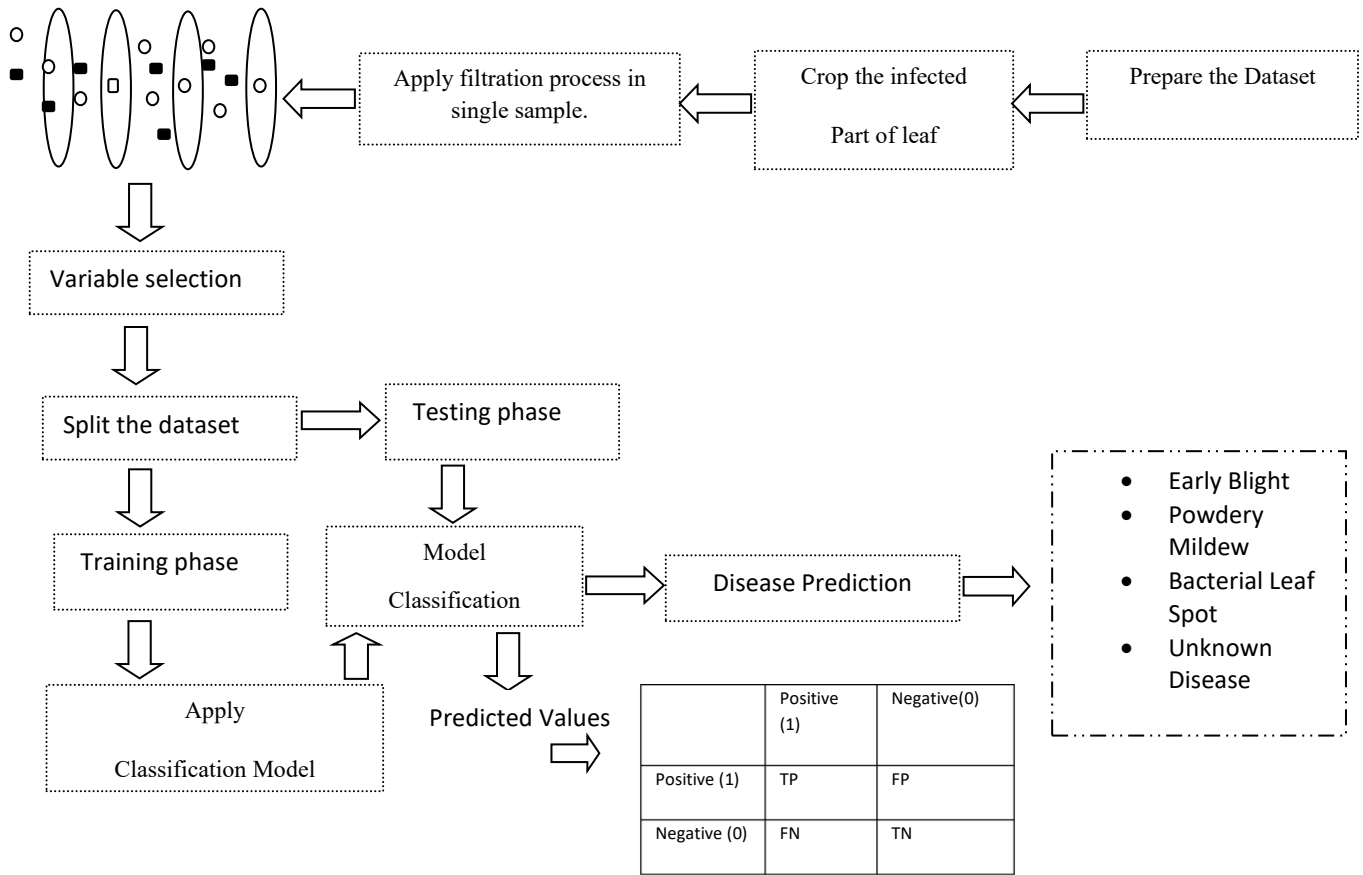 Prepare the Dataset
Crop the infected
Part of leaf
Apply filtration process in
single sample.
Variable selection
Split the dataset
Testing phase
Training phase
Model
Classification
Apply
Classification Model
Disease Prediction
Early Blight
Powdery
Mildew
Bacterial Leaf
Spot
Unknown
Disease
Predicted Values
Positive
(1)
Negative(0)
Positive (1)
TP
FP
Negative (0)
FN
TN